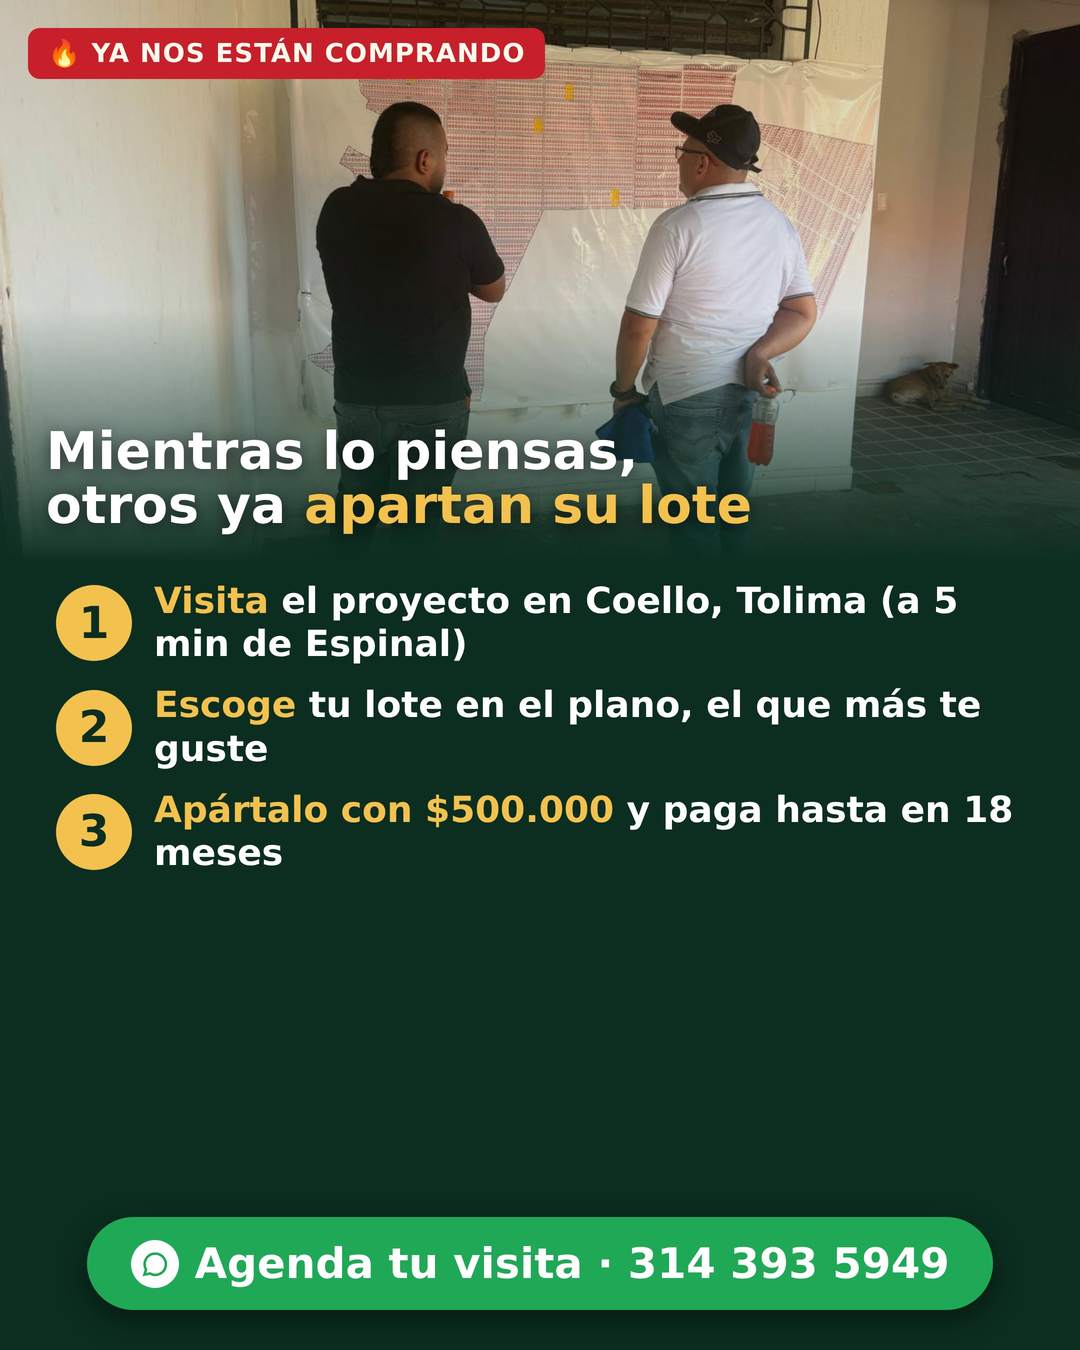 🔥 YA NOS ESTÁN COMPRANDO
Mientras lo piensas,
otros ya apartan su lote
1 Visita el proyecto en Coello, Tolima (a 5
min de Espinal)
2 Escoge tu lote en el plano, el que más te
guste
3 Apártalo con $500.000 y paga hasta en 18
meses
Agenda tu visita · 314 393 5949